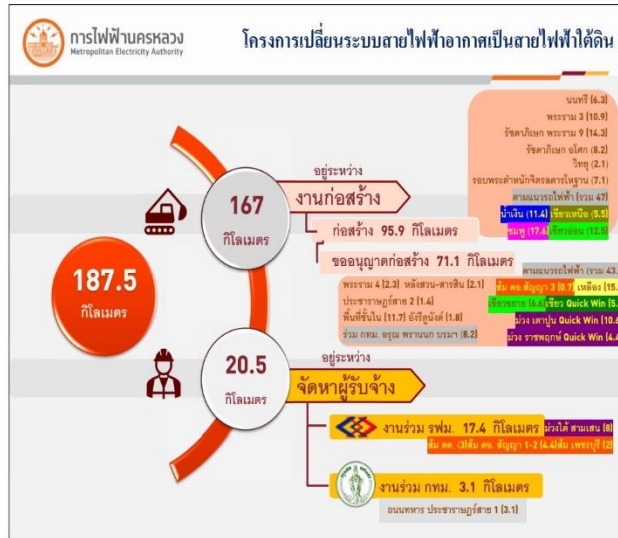 การไฟฟ้านครหลวง
Metropolitan Electricity Authority
โครงการเปลี่ยนระบบสายไฟฟ้าอากาศเป็นสายไฟฟ้าใต้ดิน
นนทรี (6.3)
พระราม 3 (10.9)
รัชดาภิเษก พระราม 9 (14.3)
รัชดาภิเษก อโศก (8.2)
วิทยุ (2.1)
รอบพระตำหนักจิตรลดารโหฐาน (7.1)
ตามแนวรถไฟฟ้า (รวม 47)
น้ำเงิน (11.4) เขียวเหนือ (5.5)
ชมพู (17.6) เขียวอ่อน (12.5)
อยู่ระหว่าง
งานก่อสร้าง
167
กิโลเมตร
ก่อสร้าง 95.9 กิโลเมตร
ขออนุญาตก่อสร้าง 71.1 กิโลเมตร
ตามแนวรถไฟฟ้า (รวม 43.
พระราม 4 (2.3) หลังสวน-สารสิน (2.1)
ส้ม ตอ สัญญา 3 (0.7) เหลือง (15.
ประชาราษฎร์สาย 2 (1.4)
เขียวขยาย (6.6) เขียว Quick Win (5.
พื้นที่ชั้นใน (11.7) อังรีดูนังต์ (1.8)
ม่วง เตาปูน Quick Win (10.6
ร่วม กทม. อรุณ พรานนก บรมฯ (8.2)
ม่วง ราชพฤกษ์ Quick Win (4.4
187.5
กิโลเมตร
20.5
กิโลเมตร
อยู่ระหว่าง
จัดหาผู้รับจ้าง
งานร่วม รฟม. 17.4 กิโลเมตร
ม่วงใต้ สามเสน (8)
ส้ม ตต. (3)ส้ม ตอ. สัญญา 1-2 (4.4)ส้ม เพชรบุรี (2)
งานร่วม กทม. 3.1 กิโลเมตร
ถนนทหาร ประชาราษฎร์สาย 1 (3.1)